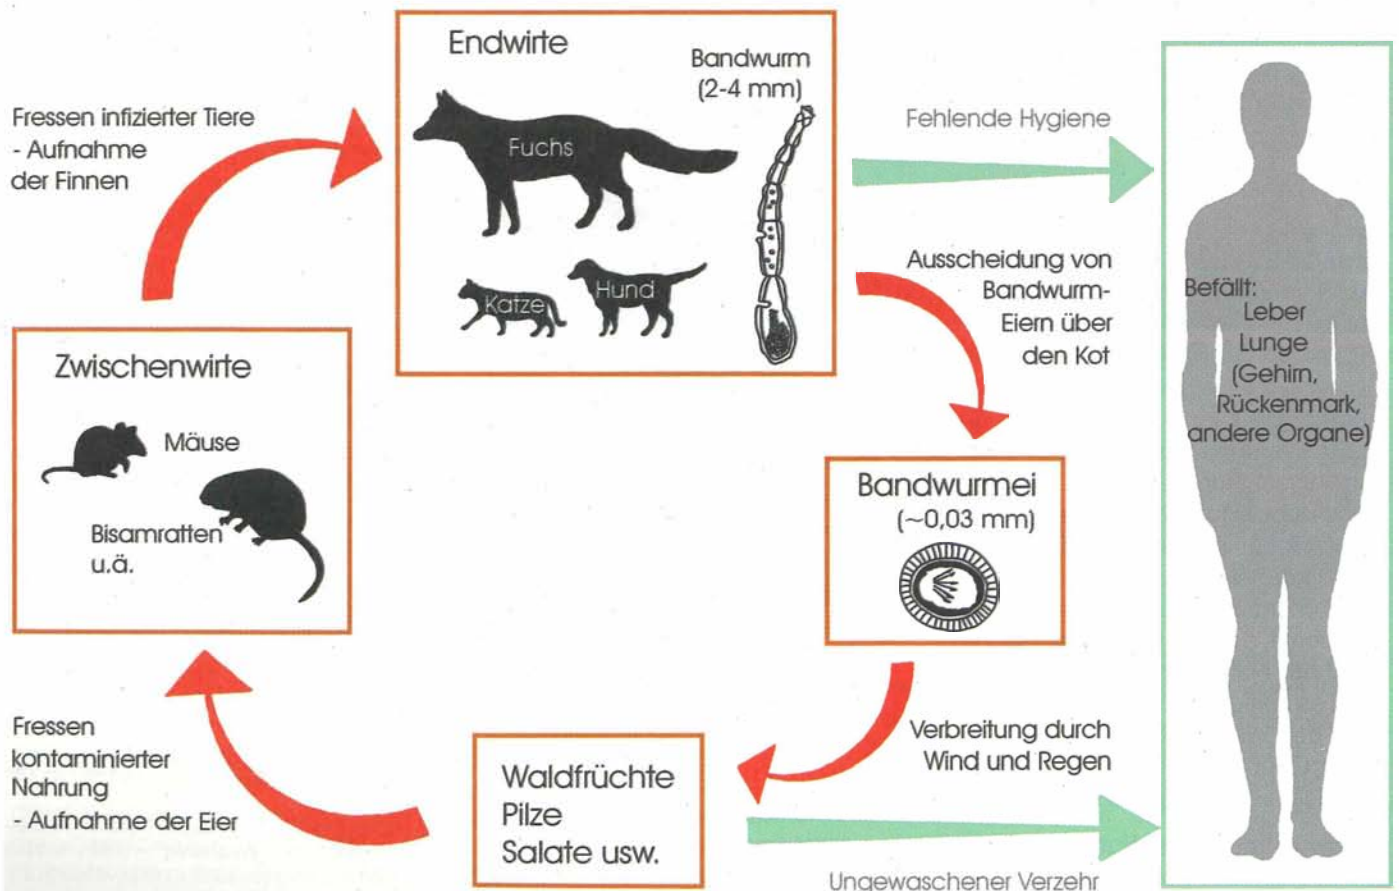 Endwirte
Bandwurm
(2-4 mm)
Fuchs
Katze
Hund
Fressen infizierter Tiere
- Aufnahme
der Finnen
Fehlende Hygiene
Ausscheidung von
Bandwurm-
Eiern über
den Kot
Befällt:
Leber
Lunge
(Gehirn,
Rückenmark,
andere Organe)
Zwischenwirte
Mäuse
Bisamratten
u.ä.
Bandwurmei
(~0,03 mm)
Fressen
kontaminierter
Nahrung
- Aufnahme der Eier
Waldfrüchte
Pilze
Salate usw.
Verbreitung durch
Wind und Regen
Ungewaschener Verzehr